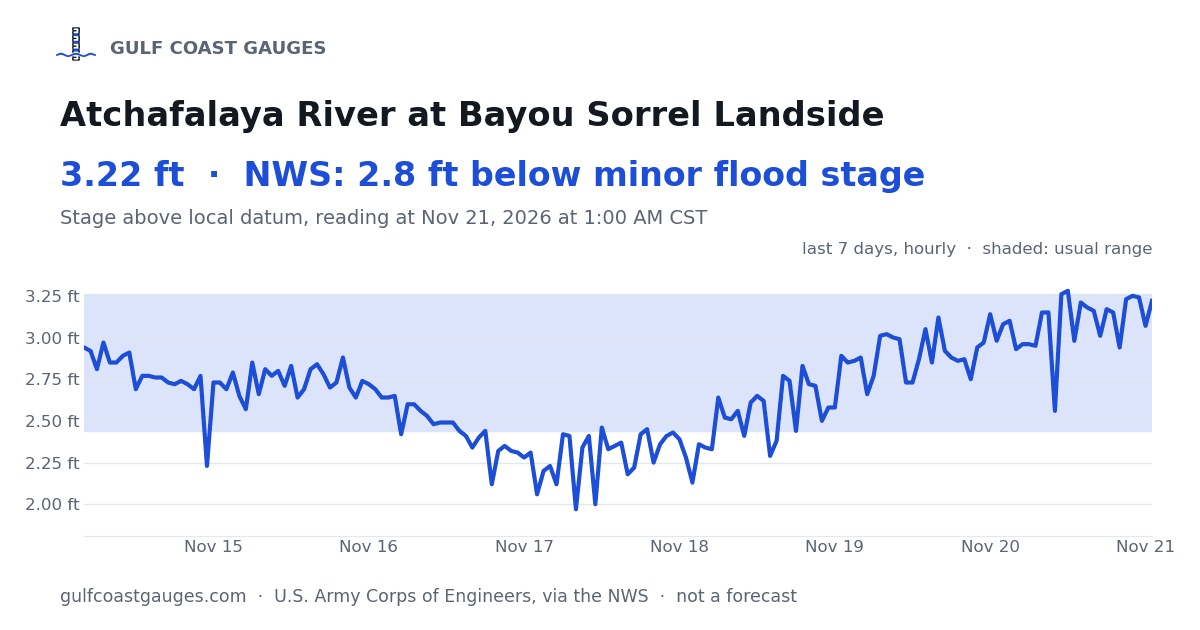 GULF COAST GAUGES
Atchafalaya River at Bayou Sorrel Landside
3.22 ft · NWS: 2.8 ft below minor flood stage
Stage above local datum, reading at Nov 21, 2026 at 1:00 AM CST
last 7 days, hourly · shaded: usual range
3.25 ft
3.00 ft
2.75 ft
2.50 ft
2.25 ft
2.00 ft
Nov 15 Nov 16 Nov 17 Nov 18 Nov 19 Nov 20 Nov 21
gulfcoastgauges.com · U.S. Army Corps of Engineers, via the NWS · not a forecast